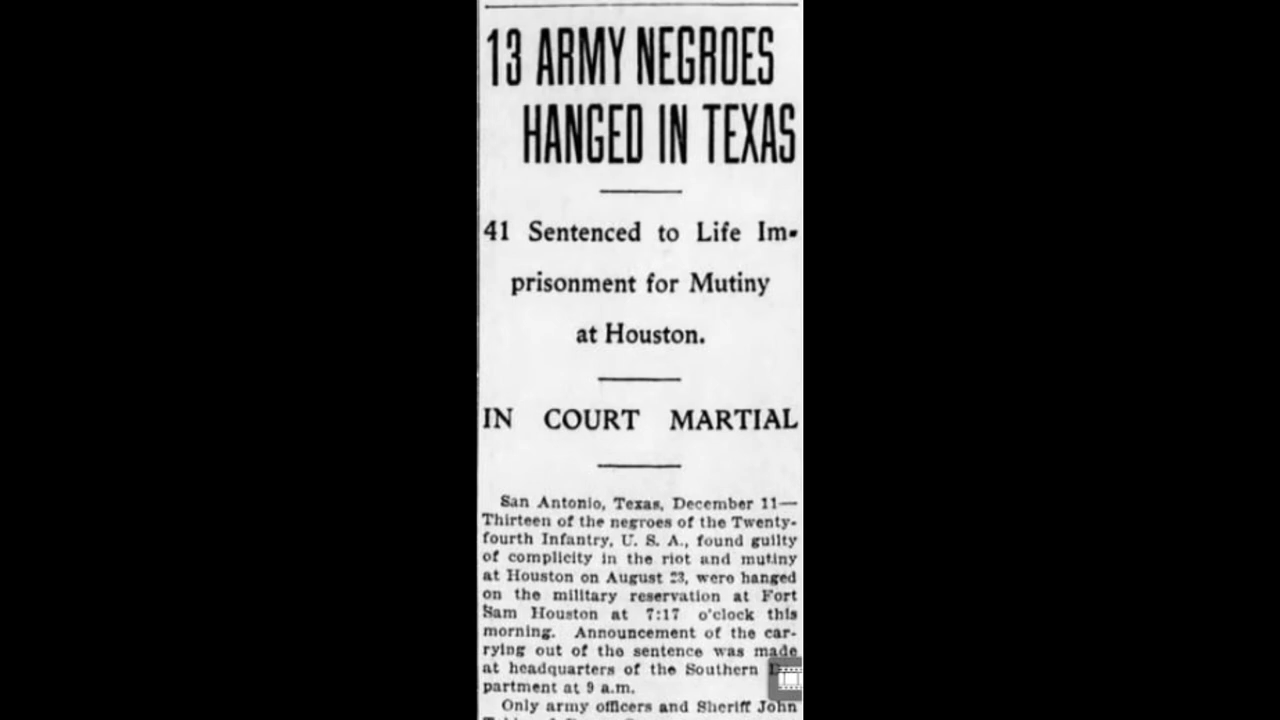 13 ARMY NEGROES
HANGED IN TEXAS
41 Sentenced to Life Im-
prisonment for Mutiny
at Houston.
IN COURT MARTIAL
San Antonio, Texas, December 11—
Thirteen of the negroes of the Twenty-
fourth Infantry, U. S. A., found guilty
of complicity in the riot and mutiny
at Houston on August 23, were hanged
on the military reservation at Fort
Sam Houston at 7:17 o'clock this
morning. Announcement of the car-
rying out of the sentence was made
at headquarters of the Southern
partment at 9 a.m.
Only army officers and Sheriff John